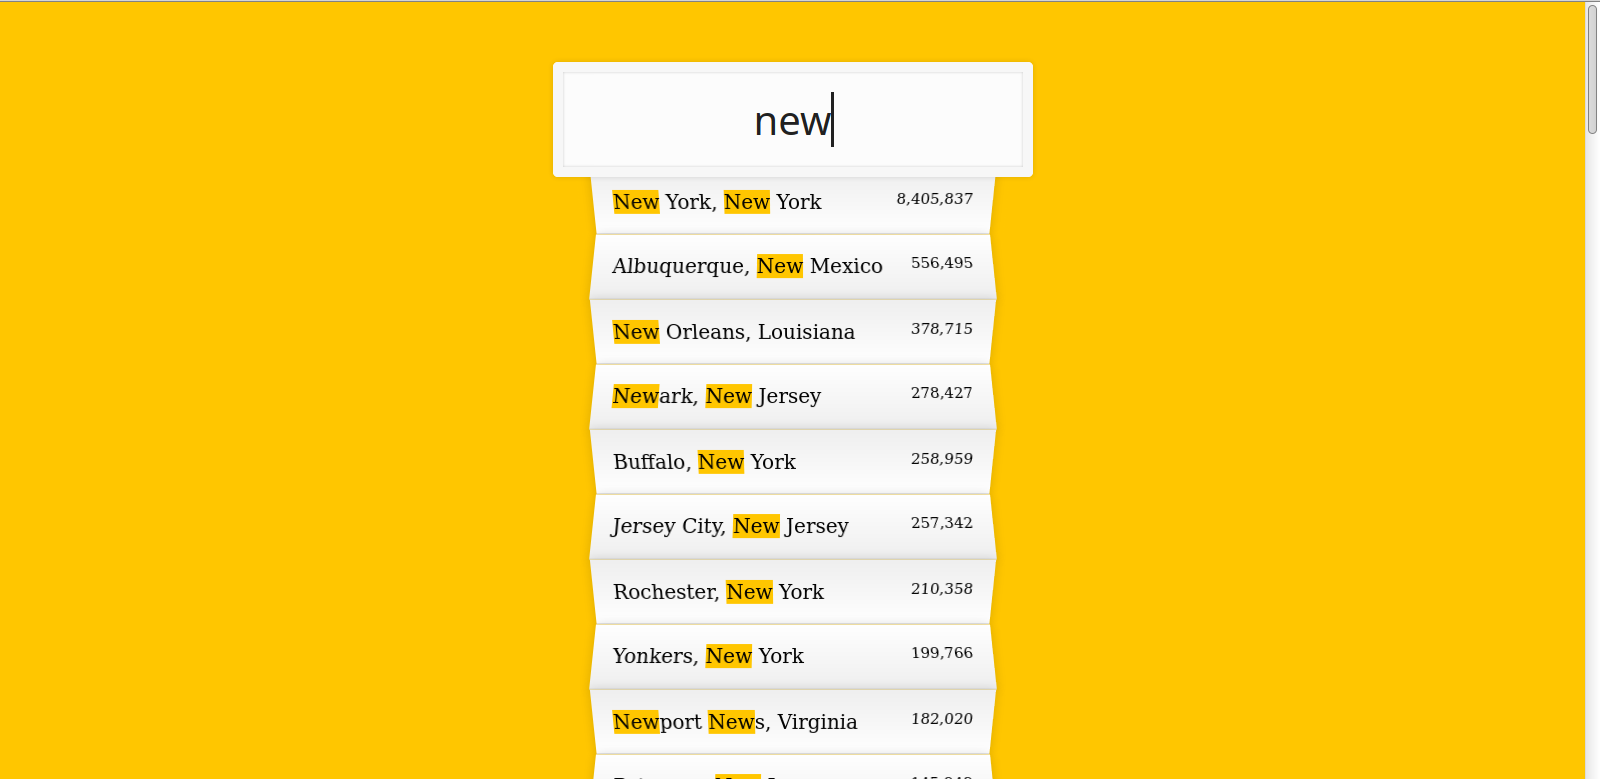 new
New York, New York 8,405,837
Albuquerque, New Mexico 556,495
New Orleans, Louisiana 378,715
Newark, New Jersey 278,427
Buffalo, New York 258,959
Jersey City, New Jersey 257,342
Rochester, New York 210,358
Yonkers, New York 199,766
Newport News, Virginia 182,020